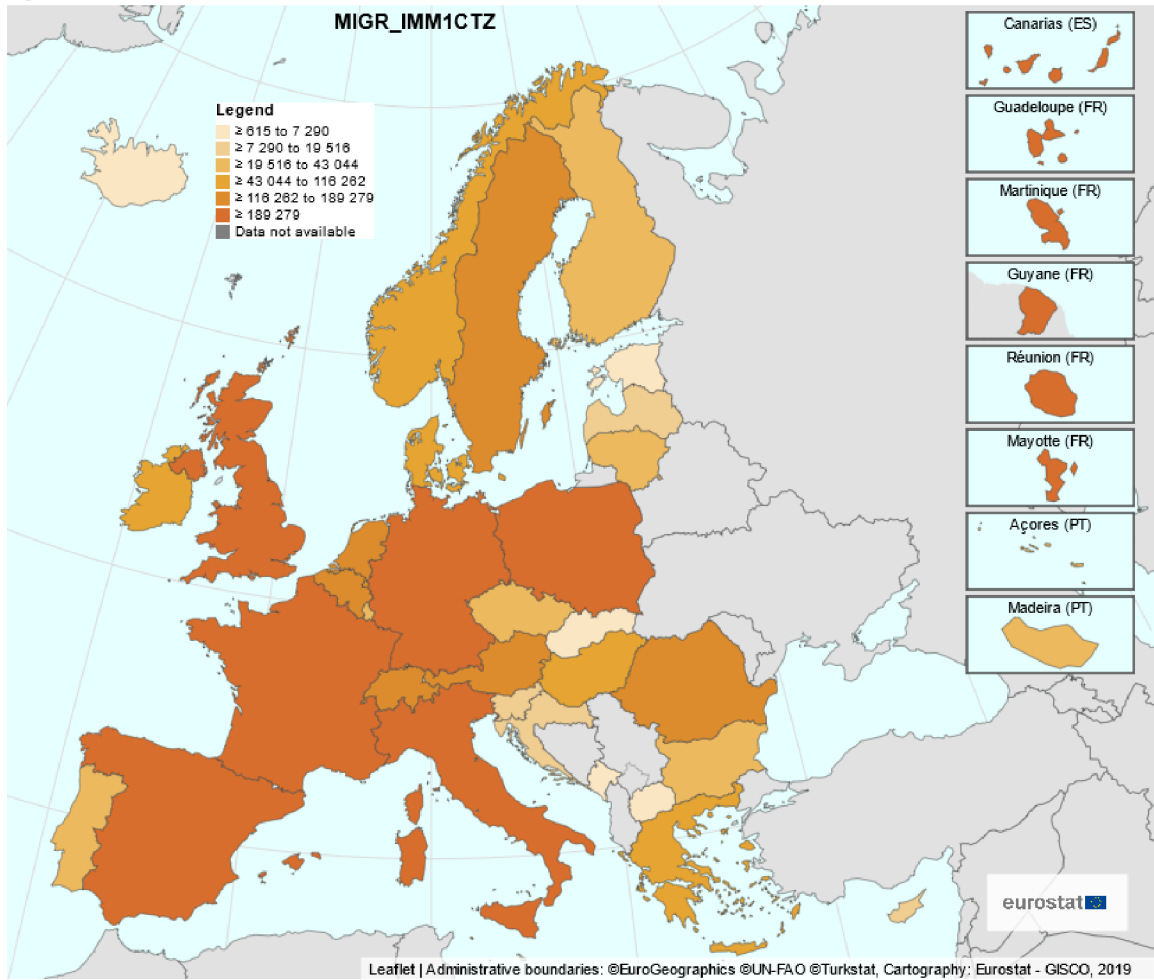 MIGR_IMM1CTZ
Legend
≥ 615 to 7 290
≥ 7 290 to 19 516
≥ 19 516 to 43 044
≥ 43 044 to 116 262
≥ 116 262 to 189 279
≥ 189 279
Data not available
Canarias (ES)
Guadeloupe (FR)
Martinique (FR)
Guyane (FR)
Réunion (FR)
Mayotte (FR)
Açores (PT)
Madeira (PT)
eurostat
Leaflet | Administrative boundaries: ©EuroGeographics ©UN-FAO ©Turkstat, Cartography: Eurostat - GISCO, 2019